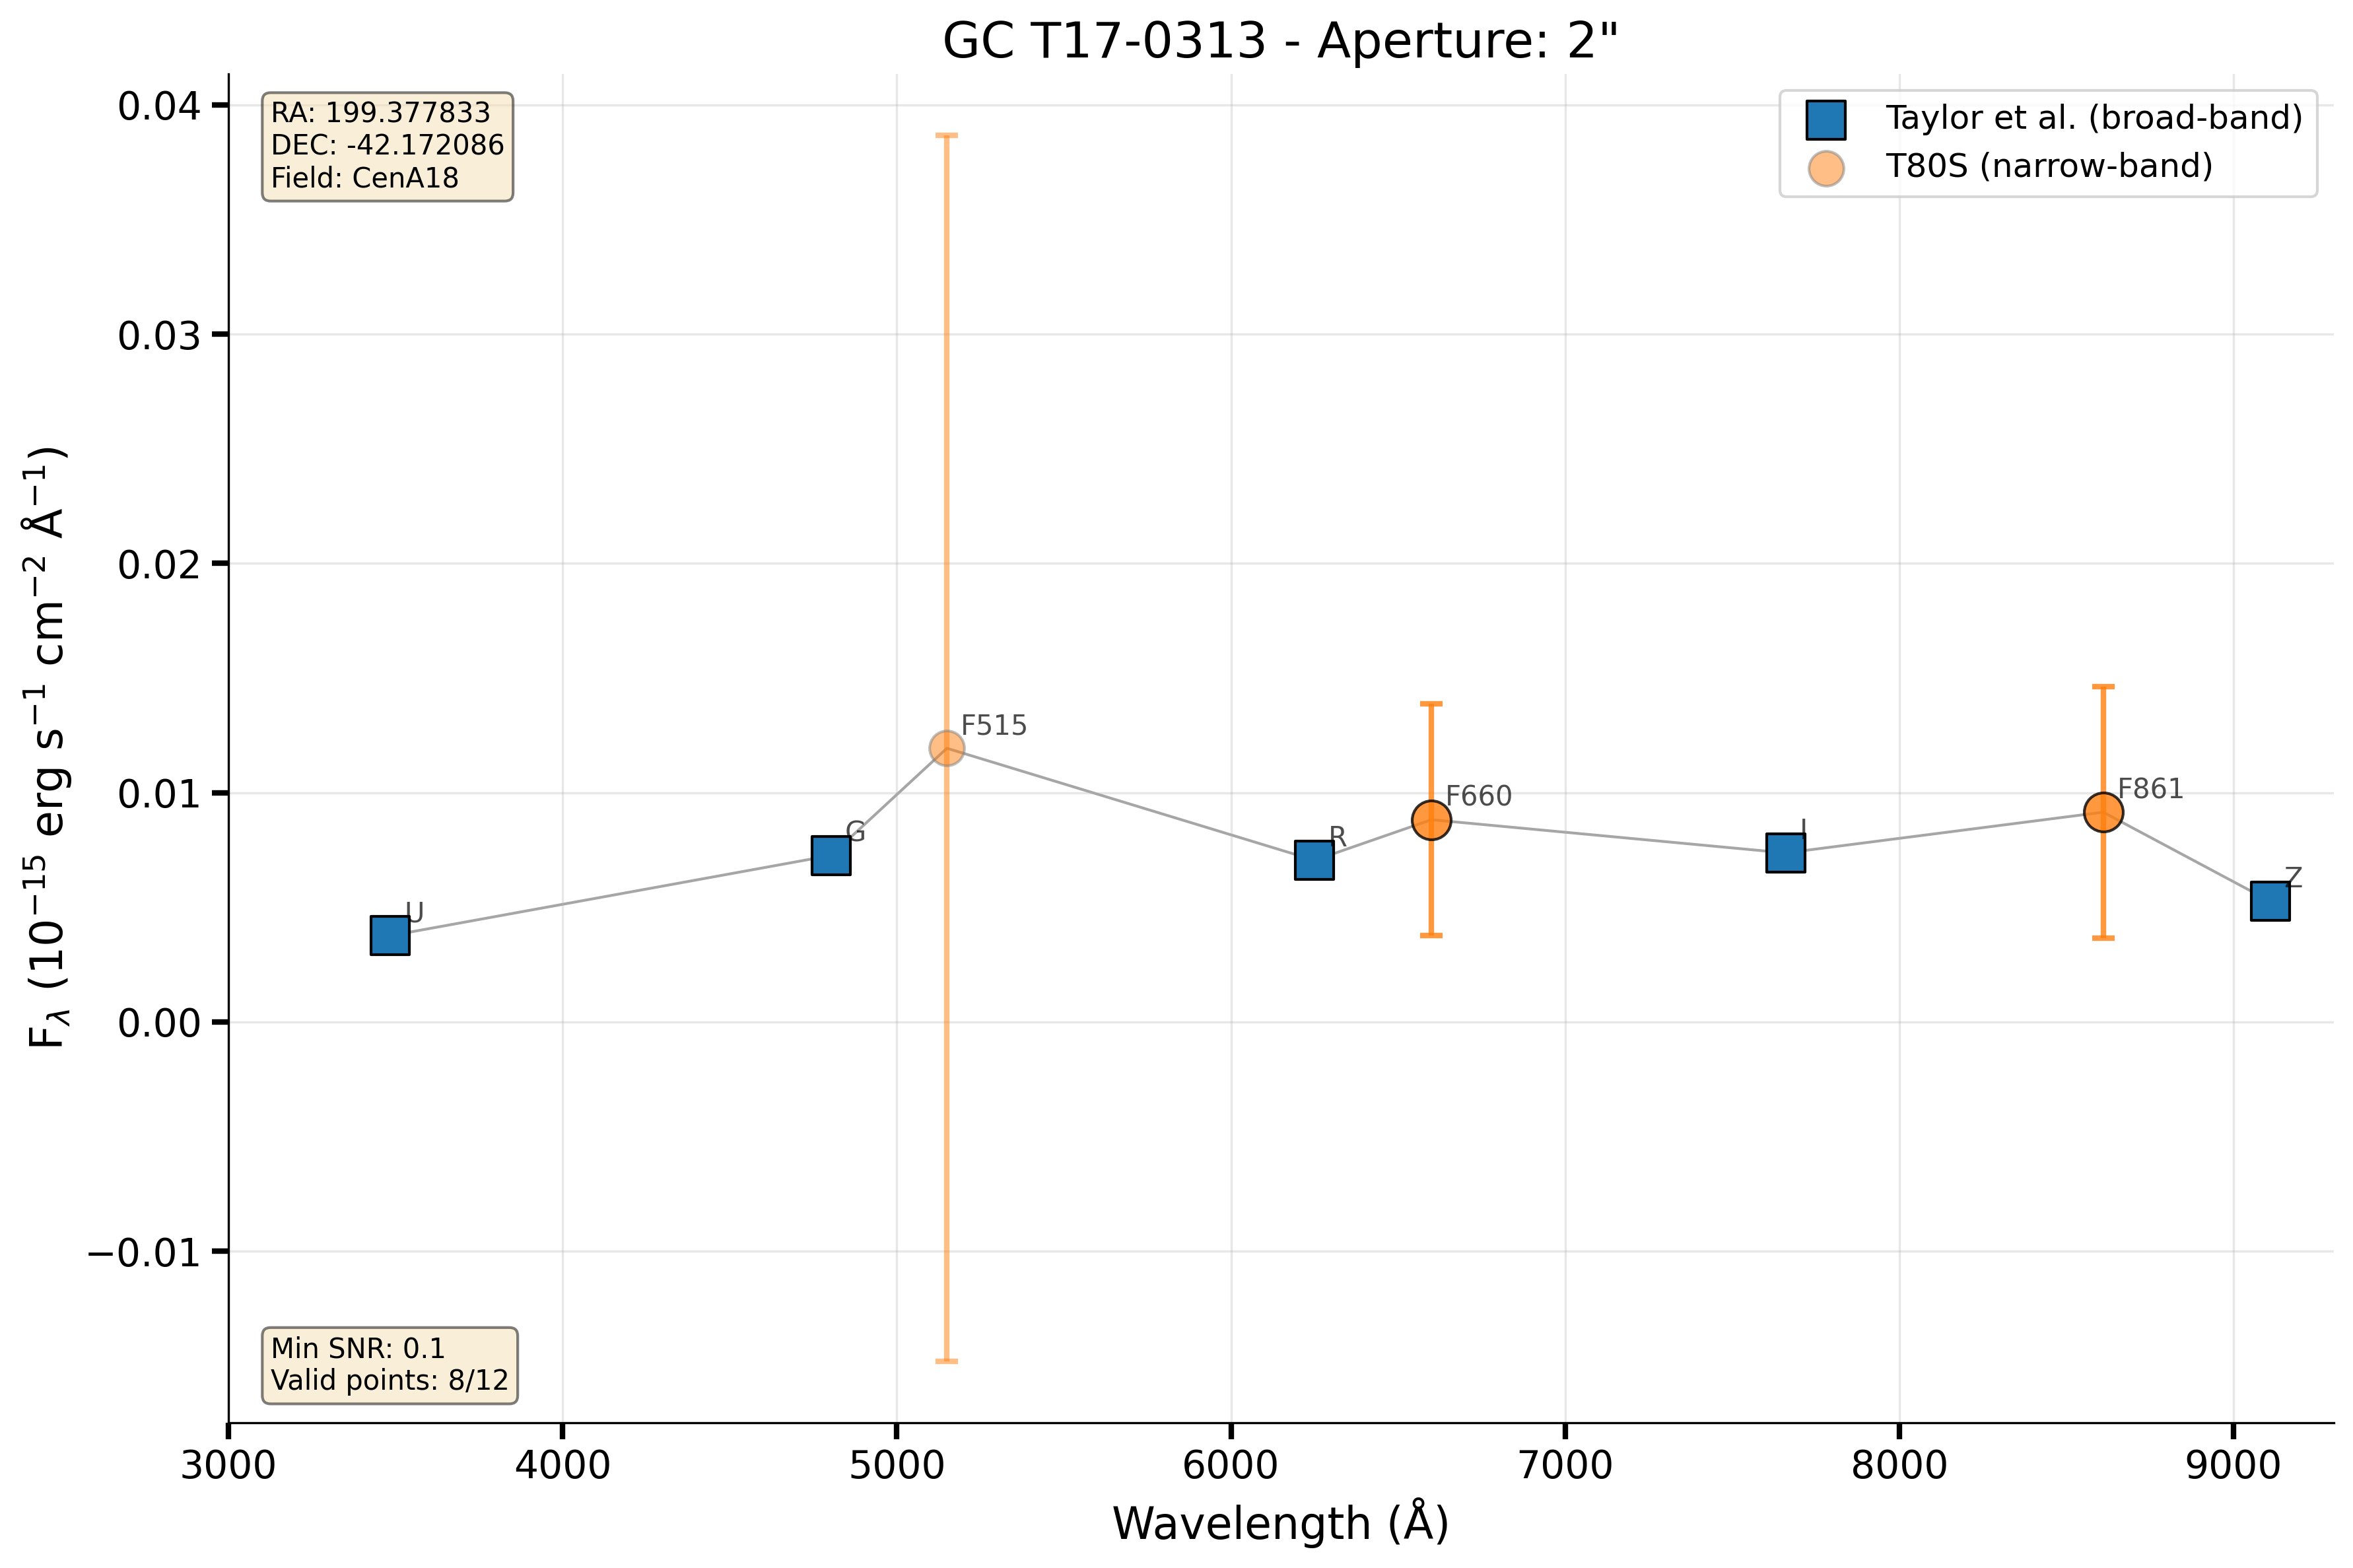 GC T17-0313 - Aperture: 2"
RA: 199.377833
DEC: -42.172086
Field: CenA18
Taylor et al. (broad-band)
T80S (narrow-band)
0.04
0.03
0.02
0.01
0.00
−0.01
F_λ (10⁻¹⁵ erg s⁻¹ cm⁻² Å⁻¹)
U
G
F515
R
F660
I
F861
Z
Min SNR: 0.1
Valid points: 8/12
3000 4000 5000 6000 7000 8000 9000
Wavelength (Å)